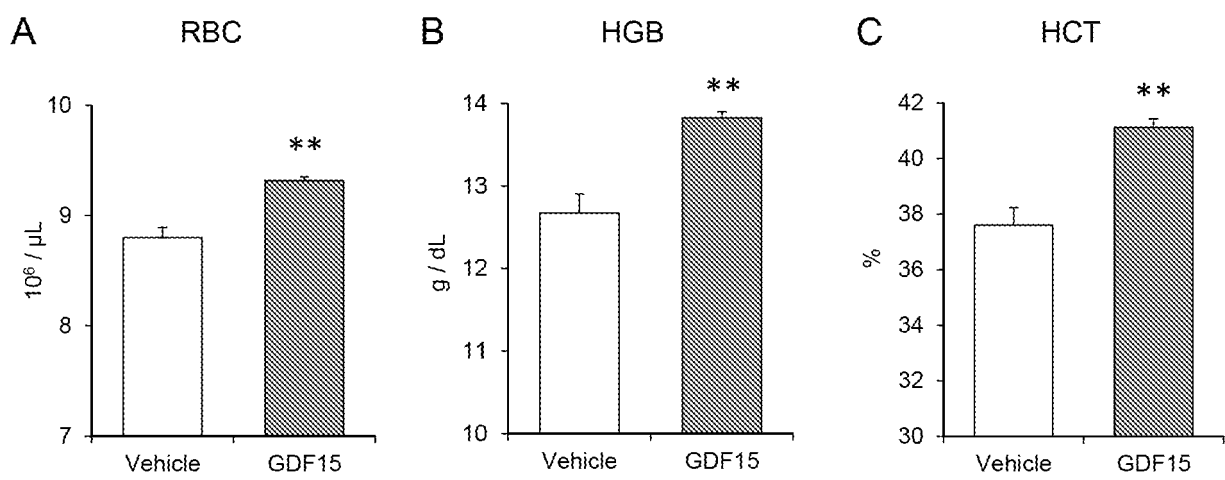 A RBC
10
9
8
7
10⁶ / µL
**
Vehicle GDF15
B HGB
14
13
12
11
10
g / dL
**
Vehicle GDF15
C HCT
42
40
38
36
34
32
30
%
**
Vehicle GDF15